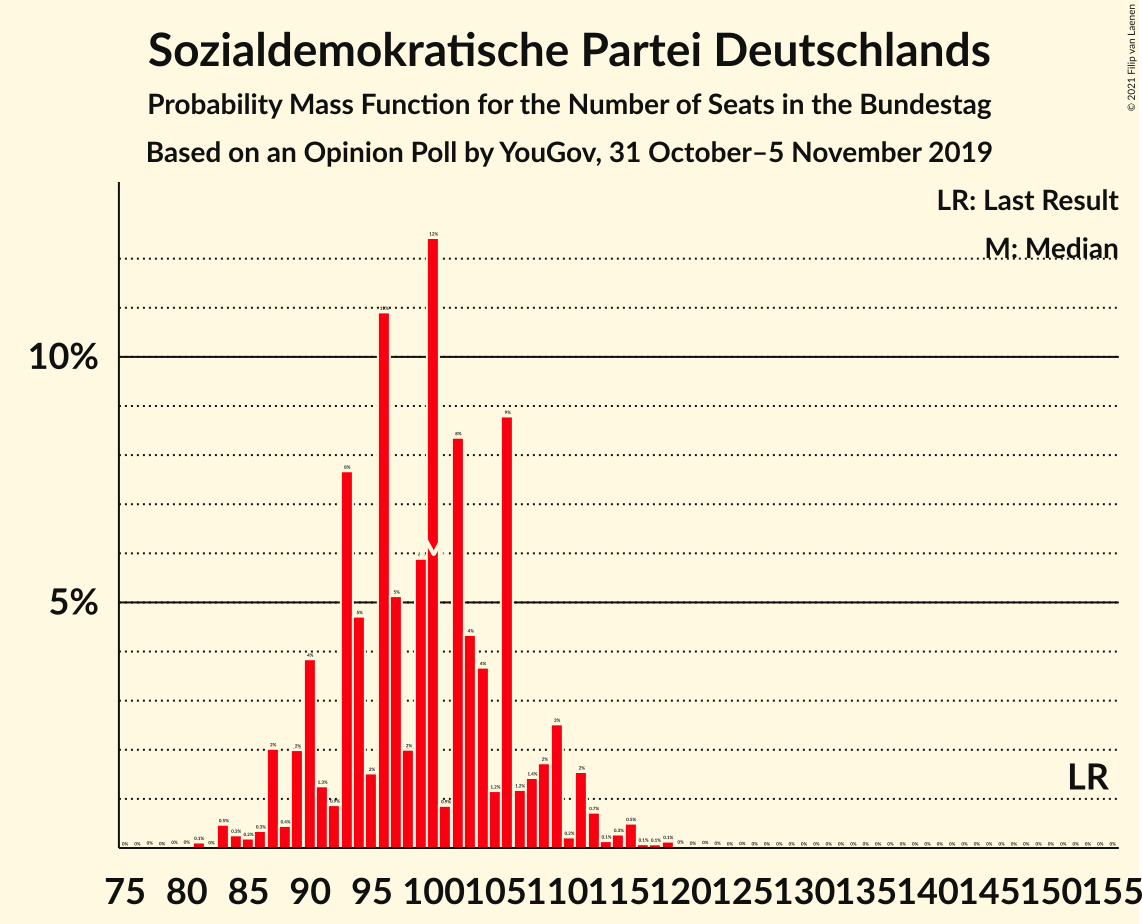 Sozialdemokratische Partei Deutschlands
Probability Mass Function for the Number of Seats in the Bundestag
Based on an Opinion Poll by YouGov, 31 October–5 November 2019
© 2021 Filip van Laenen
LR: Last Result
M: Median
10%
5%
M
LR
75 80 85 90 95 100 105 110 115 120 125 130 135 140 145 150 155